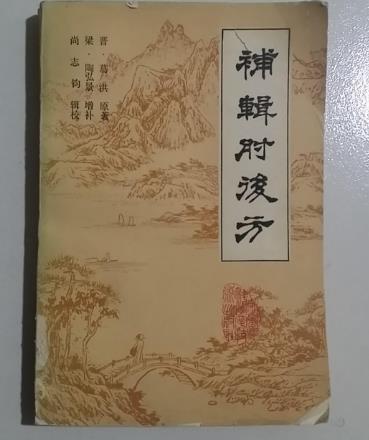 補輯肘後方
晋·葛洪 原著
梁·陶弘景 增补
尚志钧 辑校